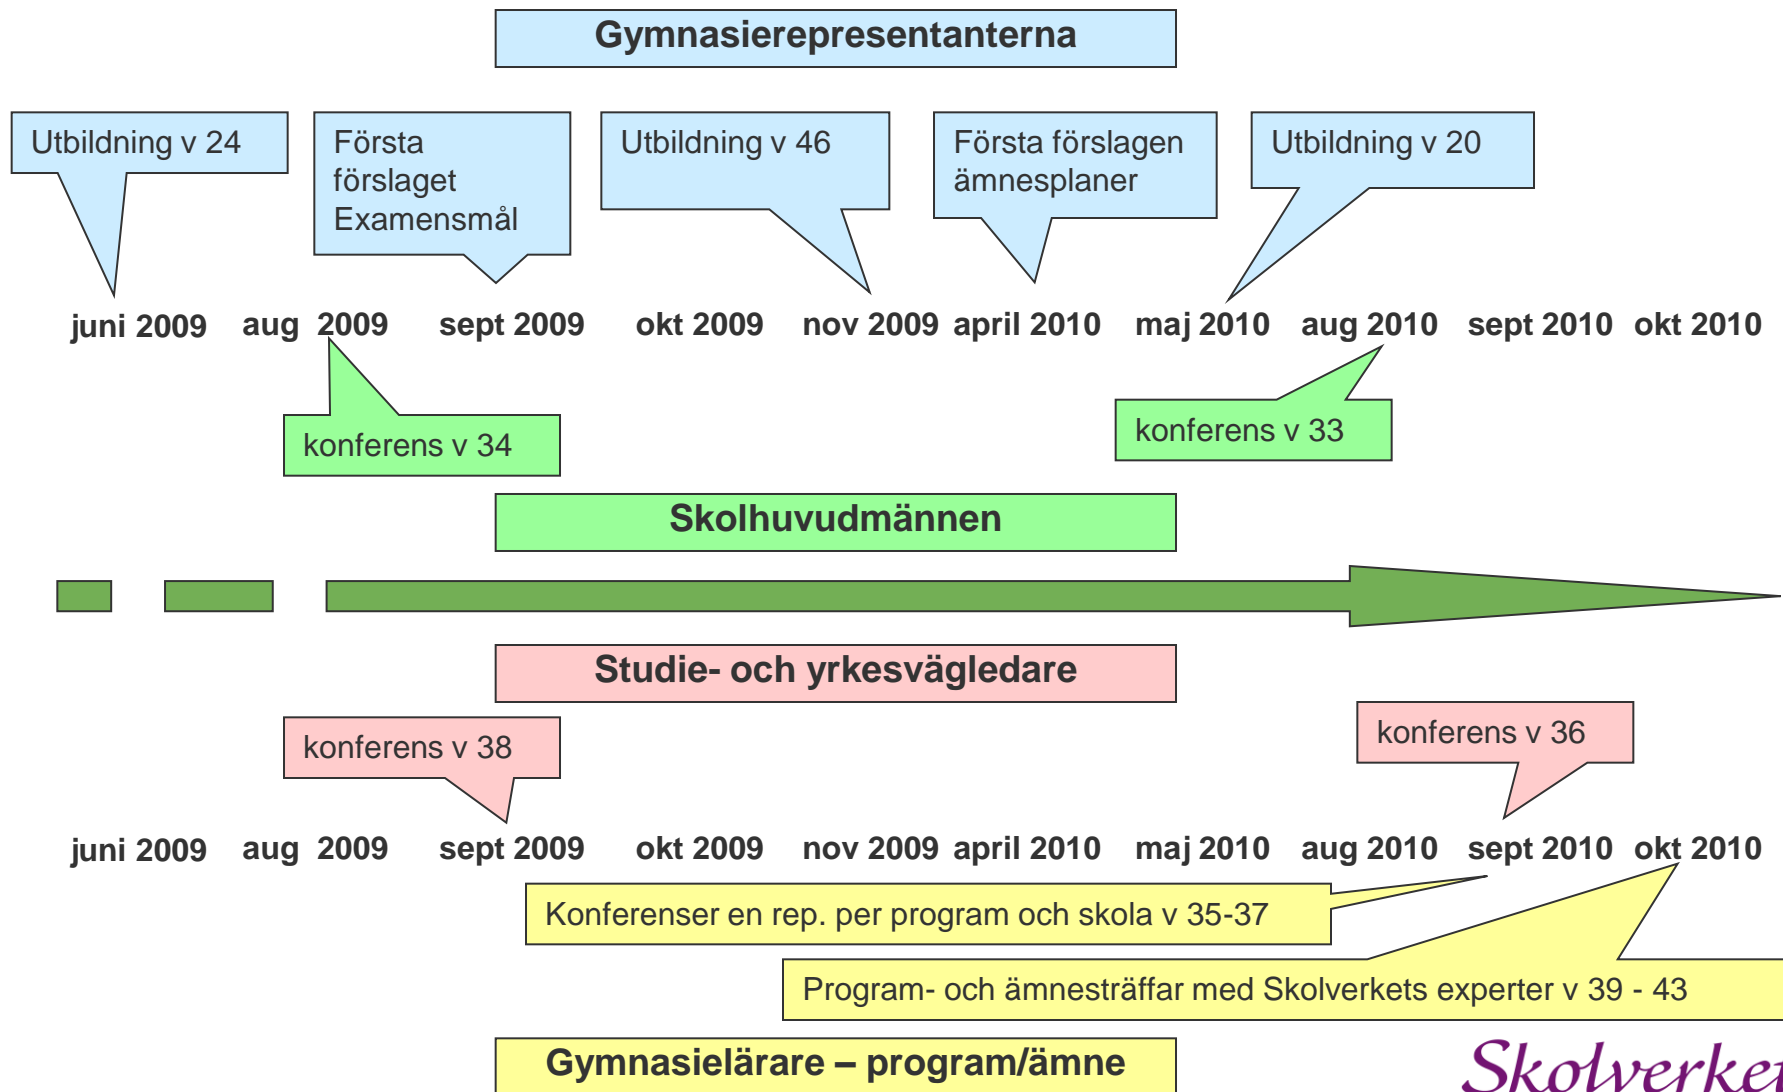 Gymnasierepresentanterna
Utbildning v 24
Första
förslaget
Examensmål
Utbildning v 46
Första förslagen
ämnesplaner
Utbildning v 20
juni 2009 aug 2009 sept 2009 okt 2009 nov 2009 april 2010 maj 2010 aug 2010 sept 2010 okt 2010
konferens v 34
konferens v 33
Skolhuvudmännen
Studie- och yrkesvägledare
konferens v 38
konferens v 36
juni 2009 aug 2009 sept 2009 okt 2009 nov 2009 april 2010 maj 2010 aug 2010 sept 2010 okt 2010
Konferenser en rep. per program och skola v 35-37
Program- och ämnesträffar med Skolverkets experter v 39 - 43
Gymnasielärare – program/ämne
Skolverket